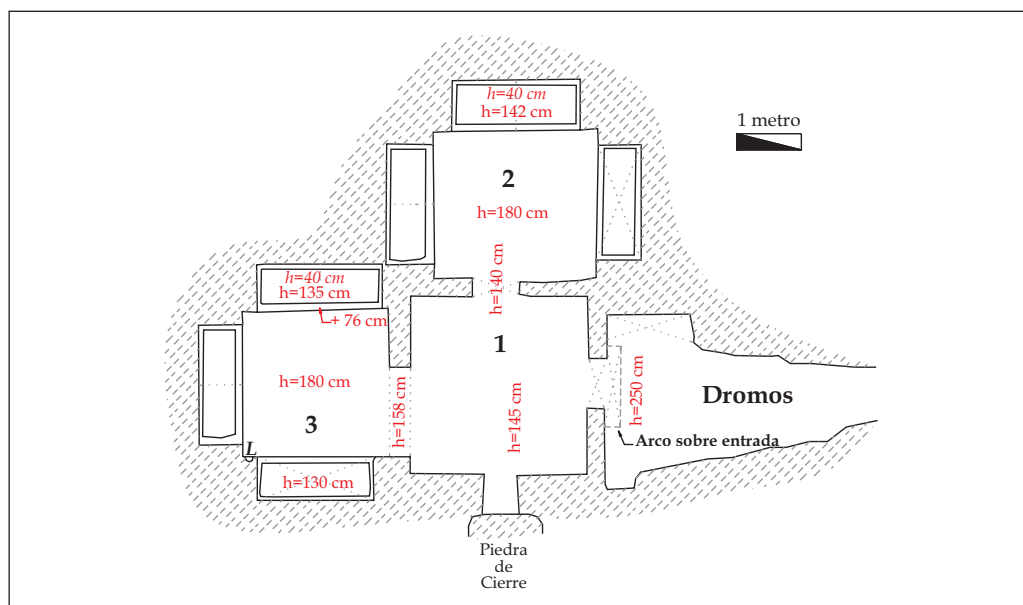 h=40 cm
h=142 cm
1 metro
2
h=180 cm
h=140 cm
h=40 cm
h=135 cm
+ 76 cm
1
h=180 cm
h=158 cm
h=145 cm
h=250 cm
Dromos
3
L
Arco sobre entrada
h=130 cm
Piedra
de
Cierre